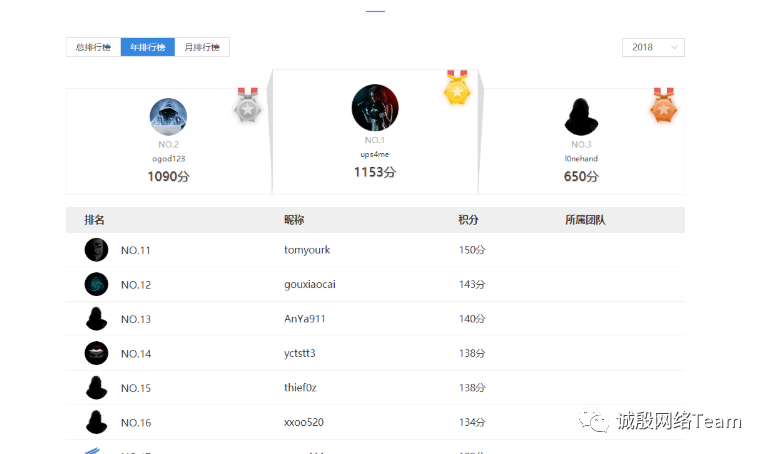 总排行榜 年排行榜 月排行榜 2018
NO.2 NO.1 NO.3
ogod123 ups4me l0nehand
1090分 1153分 650分
排名 昵称 积分 所属团队
NO.11 tomyourk 150分
NO.12 gouxiaocai 143分
NO.13 AnYa911 140分
NO.14 yctstt3 138分
NO.15 thief0z 138分
NO.16 xxoo520 134分
诚殷网络Team